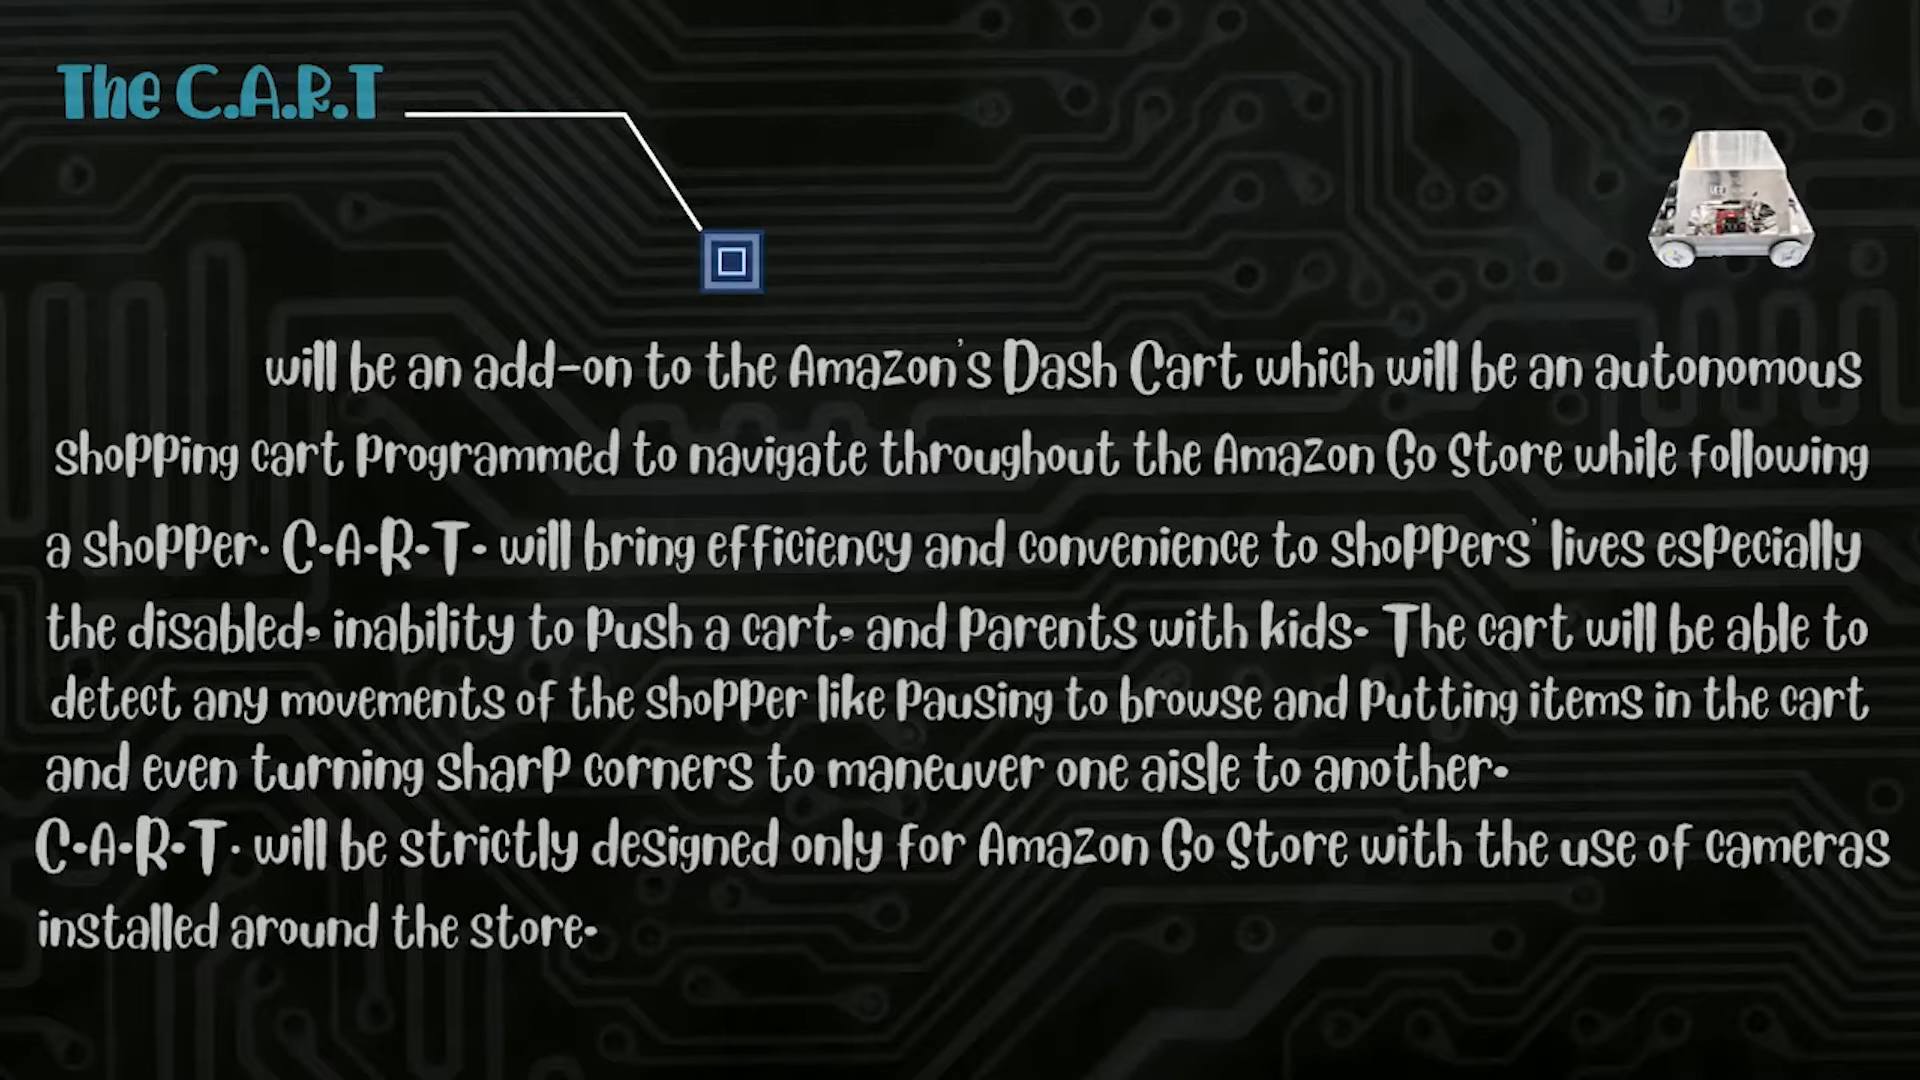 The C.A.R.T
will be an add-on to the Amazon's Dash Cart which will be an autonomous
shopping cart programmed to navigate throughout the Amazon Go Store while following
a shopper. C.A.R.T. will bring efficiency and convenience to shoppers' lives especially
the disabled, inability to push a cart, and parents with kids. The cart will be able to
detect any movements of the shopper like pausing to browse and putting items in the cart
and even turning sharp corners to maneuver one aisle to another.
C.A.R.T. will be strictly designed only for Amazon Go Store with the use of cameras
installed around the store.